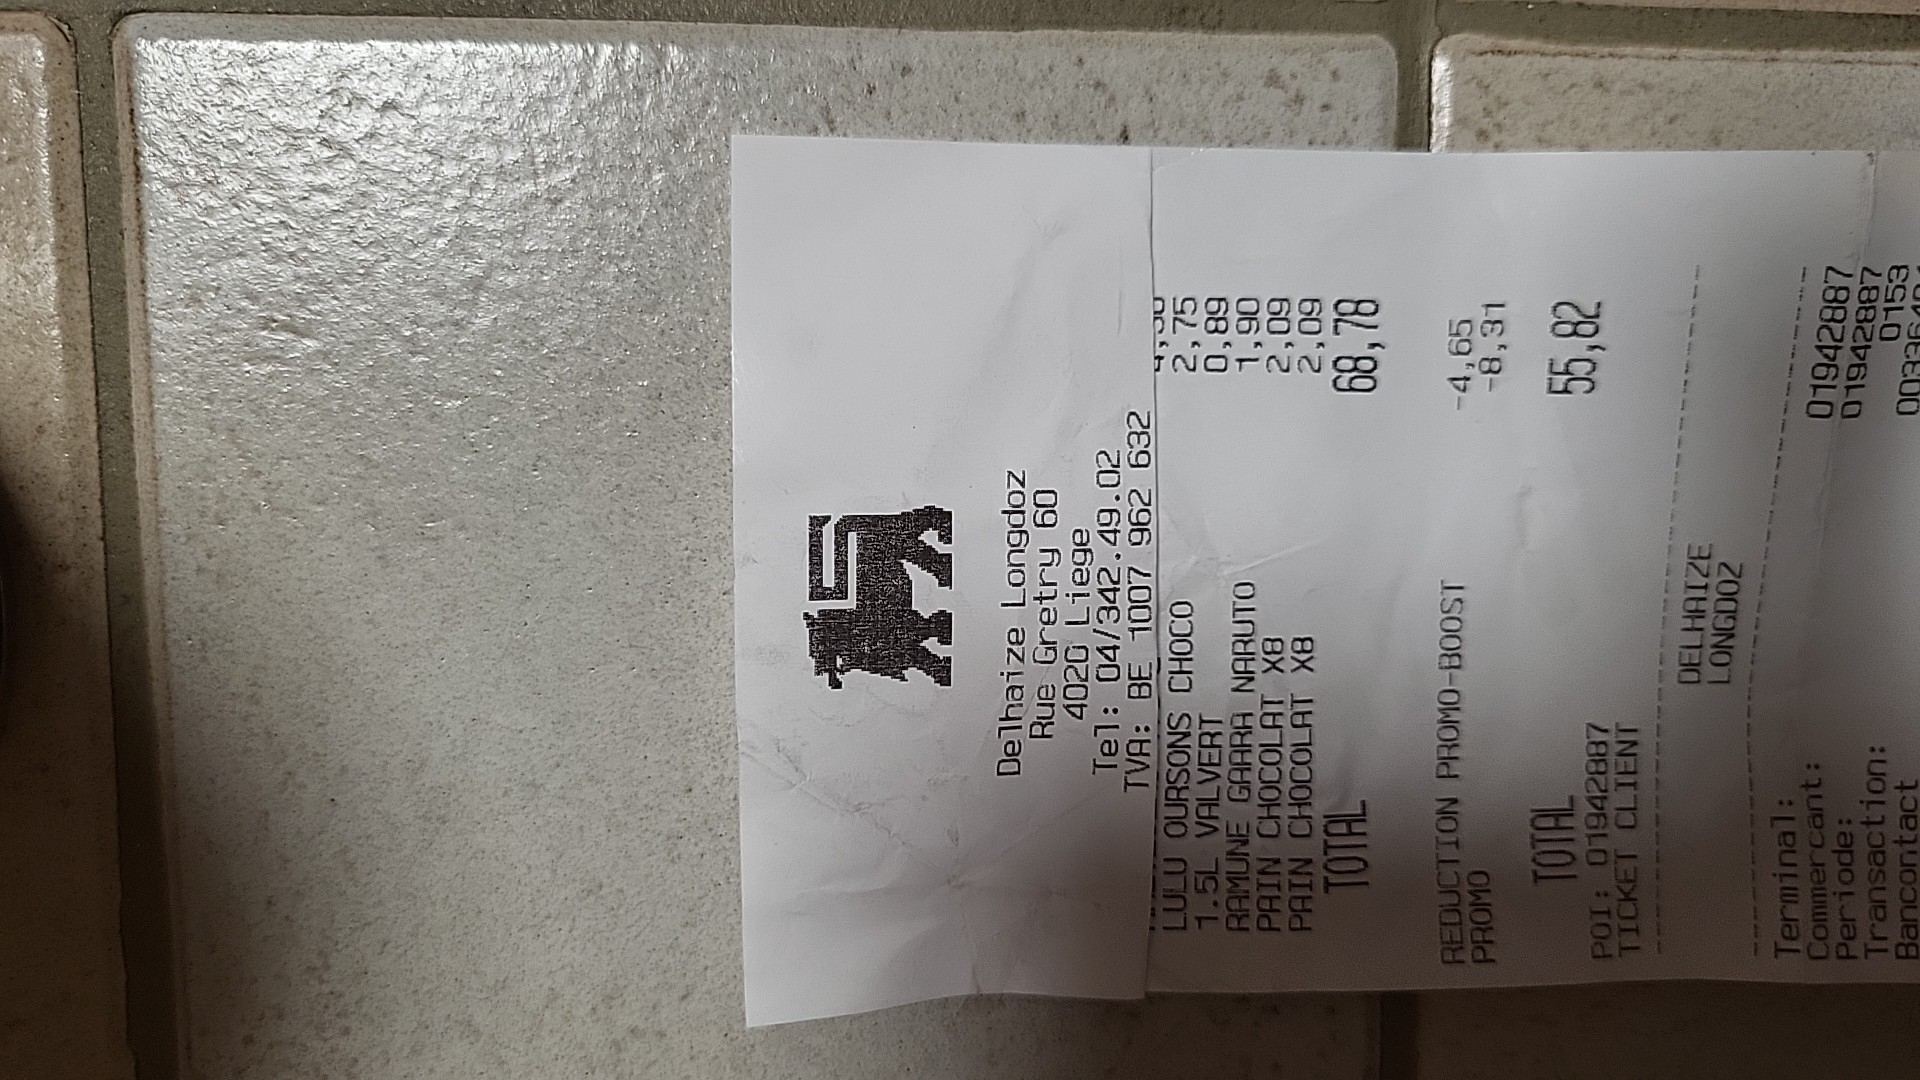 Delhaize Longdoz
Rue Gretry 60
4020 Liege
Tel: 04/342.49.02
TVA: BE 1007 962 632
LULU OURSONS CHOCO 2,75
1.5L VALVERT 0,89
RAMUNE GARRA NARUTO 1,90
PAIN CHOCOLAT X8 2,09
PAIN CHOCOLAT X8 2,09
TOTAL 68,78
REDUCTION PROMO-BOOST -4,65
PROMO -8,31
TOTAL 55,82
POI: 01942887
TICKET CLIENT
DELHAIZE
LONGDOZ
Terminal: 01942887
Commercant: 01942887
Periode: 0153
Transaction:
Bancontact